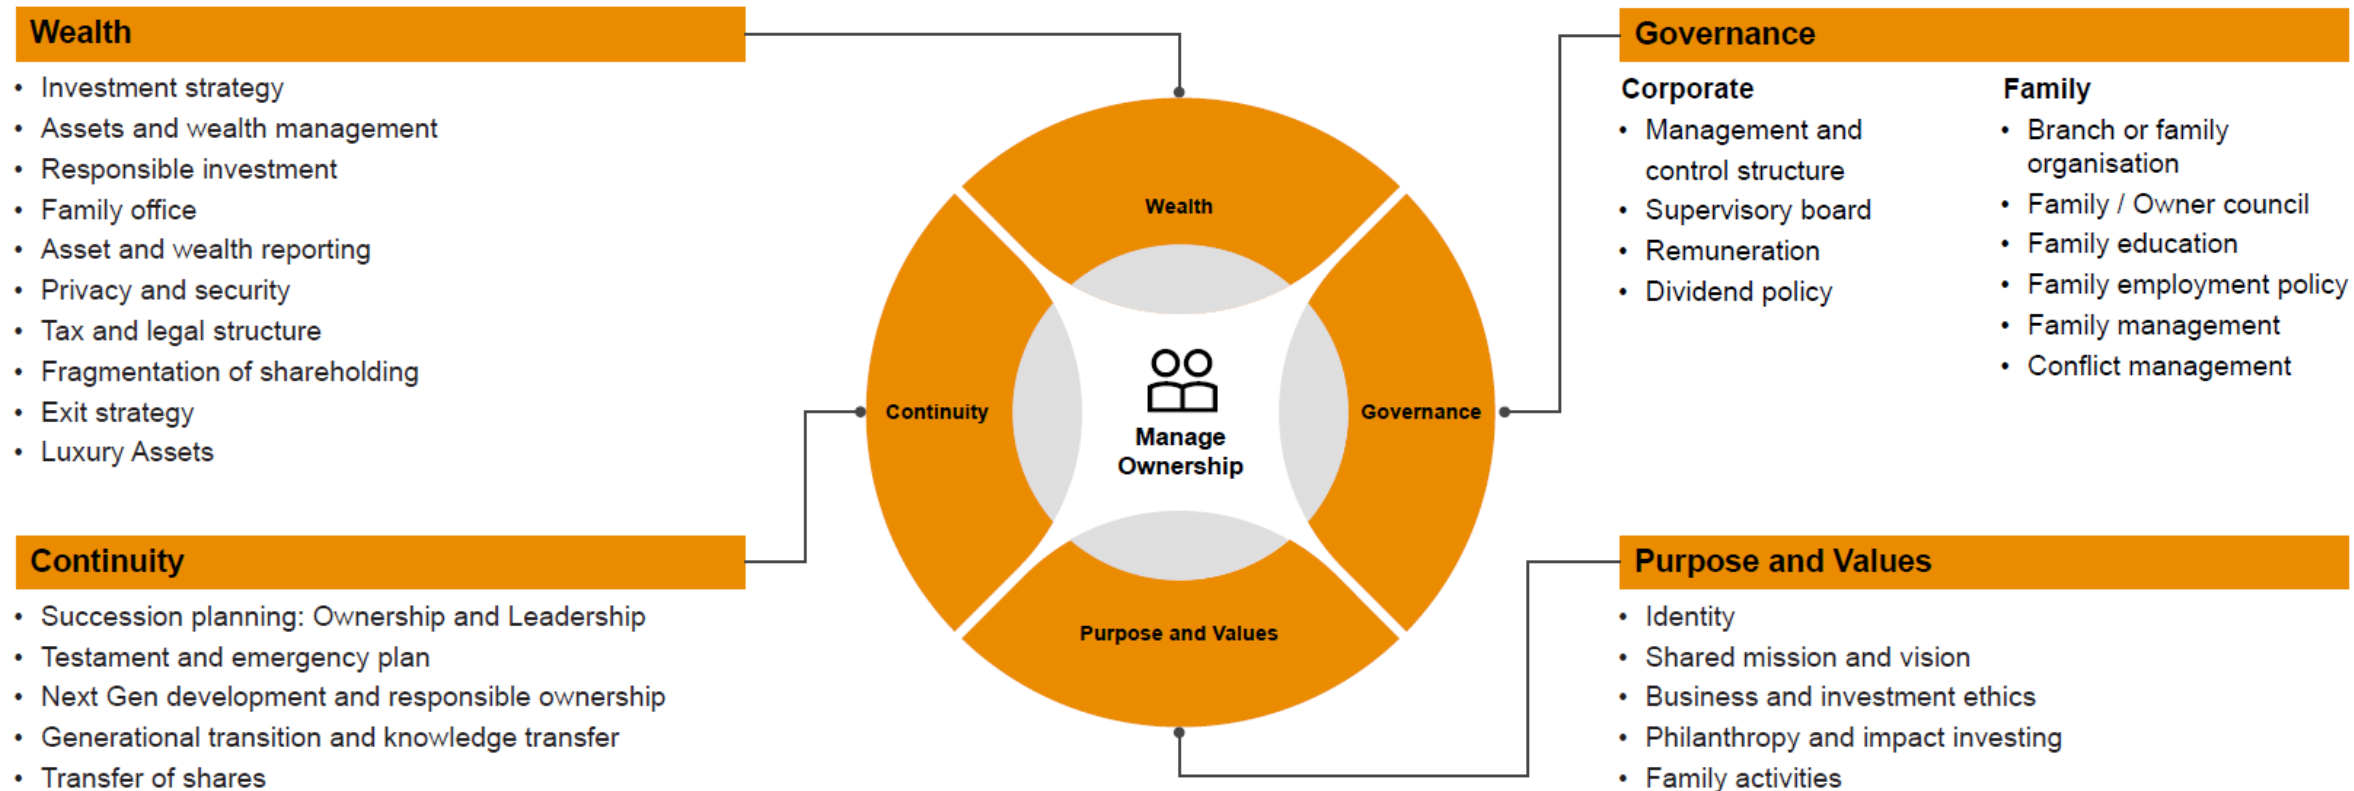 Wealth
• Investment strategy
• Assets and wealth management
• Responsible investment
• Family office
• Asset and wealth reporting
• Privacy and security
• Tax and legal structure
• Fragmentation of shareholding
• Exit strategy
• Luxury Assets
Continuity
• Succession planning: Ownership and Leadership
• Testament and emergency plan
• Next Gen development and responsible ownership
• Generational transition and knowledge transfer
• Transfer of shares
Wealth
Continuity
Manage
Ownership
Governance
Purpose and Values
Governance
Corporate
• Management and
control structure
• Supervisory board
• Remuneration
• Dividend policy
Family
• Branch or family
organisation
• Family / Owner council
• Family education
• Family employment policy
• Family management
• Conflict management
Purpose and Values
• Identity
• Shared mission and vision
• Business and investment ethics
• Philanthropy and impact investing
• Family activities